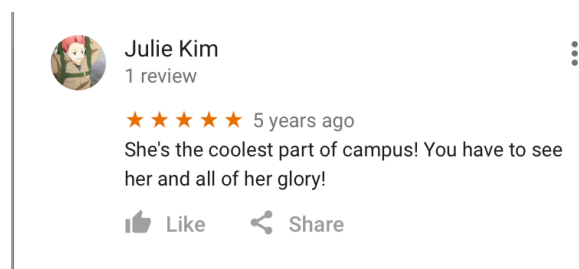 Julie Kim
1 review
5 years ago
She's the coolest part of campus! You have to see
her and all of her glory!
Like
Share